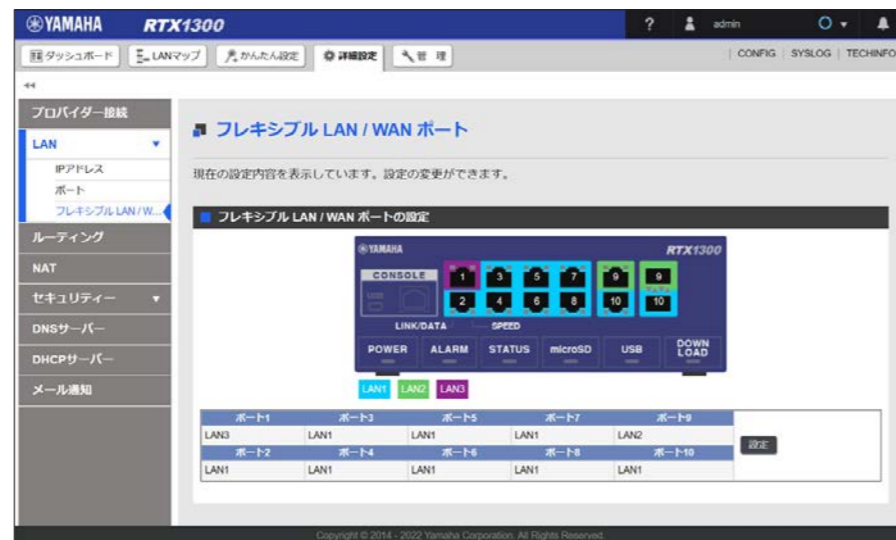 YAMAHA RTX1300 ? admin
ダッシュボード LANマップ かんたん設定 詳細設定 管 理 CONFIG SYSLOG TECHINFO
プロバイダー接続
LAN
IPアドレス
ポート
フレキシブル LAN / W...
ルーティング
NAT
セキュリティー
DNSサーバー
DHCPサーバー
メール通知
フレキシブル LAN / WAN ポート
現在の設定内容を表示しています。設定の変更ができます。
フレキシブル LAN / WAN ポートの設定
YAMAHA RTX1300
CONSOLE
1 3 5 7 9 9
2 4 6 8 10 10
LINK/DATA SPEED
POWER ALARM STATUS microSD USB DOWN LOAD
LAN1 LAN2 LAN3
ポート1 ポート3 ポート5 ポート7 ポート9
LAN3 LAN1 LAN1 LAN1 LAN2
設定
ポート2 ポート4 ポート6 ポート8 ポート10
LAN1 LAN1 LAN1 LAN1 LAN1
Copyright © 2014 - 2022 Yamaha Corporation. All Rights Reserved.